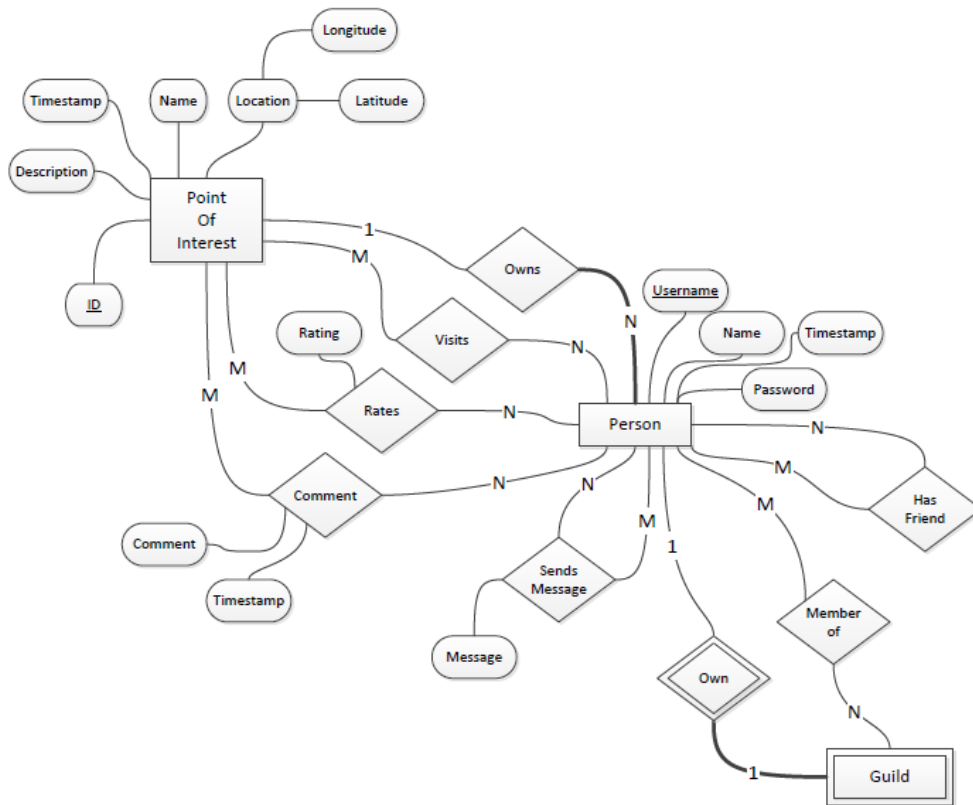 Longitude
Timestamp
Name
Location
Latitude
Description
Point
Of
Interest
1
Owns
M
ID
Username
N
Name
Timestamp
Rating
Visits
N
Password
M
M
Rates
N
Person
N
M
Comment
N
N
M
M
Has
Friend
1
Comment
Timestamp
Sends
Message
Member
of
Message
Own
N
1
Guild